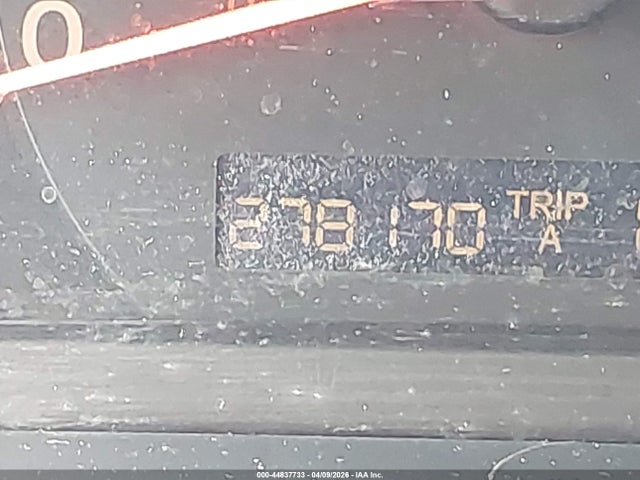 0
278170 TRIP
A
000-44837733 - 04/09/2026 - IAA Inc.